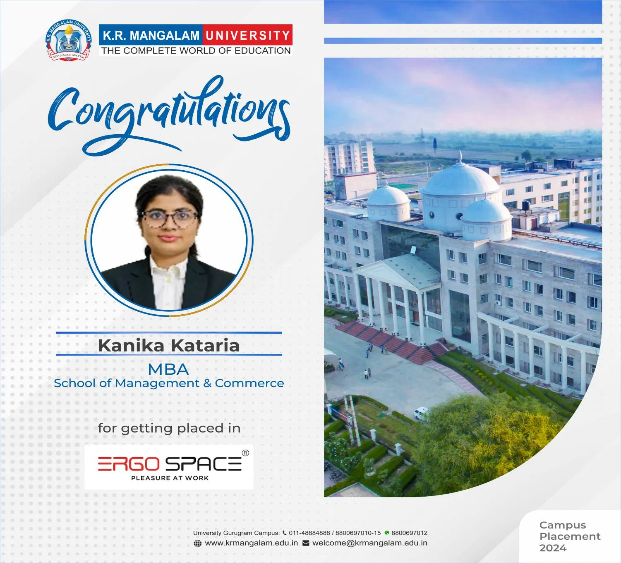 K.R. MANGALAM UNIVERSITY
THE COMPLETE WORLD OF EDUCATION
Congratulations
Kanika Kataria
MBA
School of Management & Commerce
for getting placed in
ERGO SPACE®
PLEASURE AT WORK
University Gurugram Campus: 011-48884888 / 8800697010-15 8800697012
www.krmangalam.edu.in welcome@krmangalam.edu.in
Campus
Placement
2024